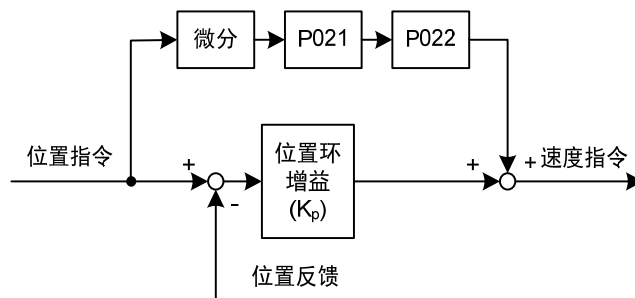 微分
P021
P022
位置指令
+
-
位置环
增益
(Kp)
+
+
速度指令
位置反馈